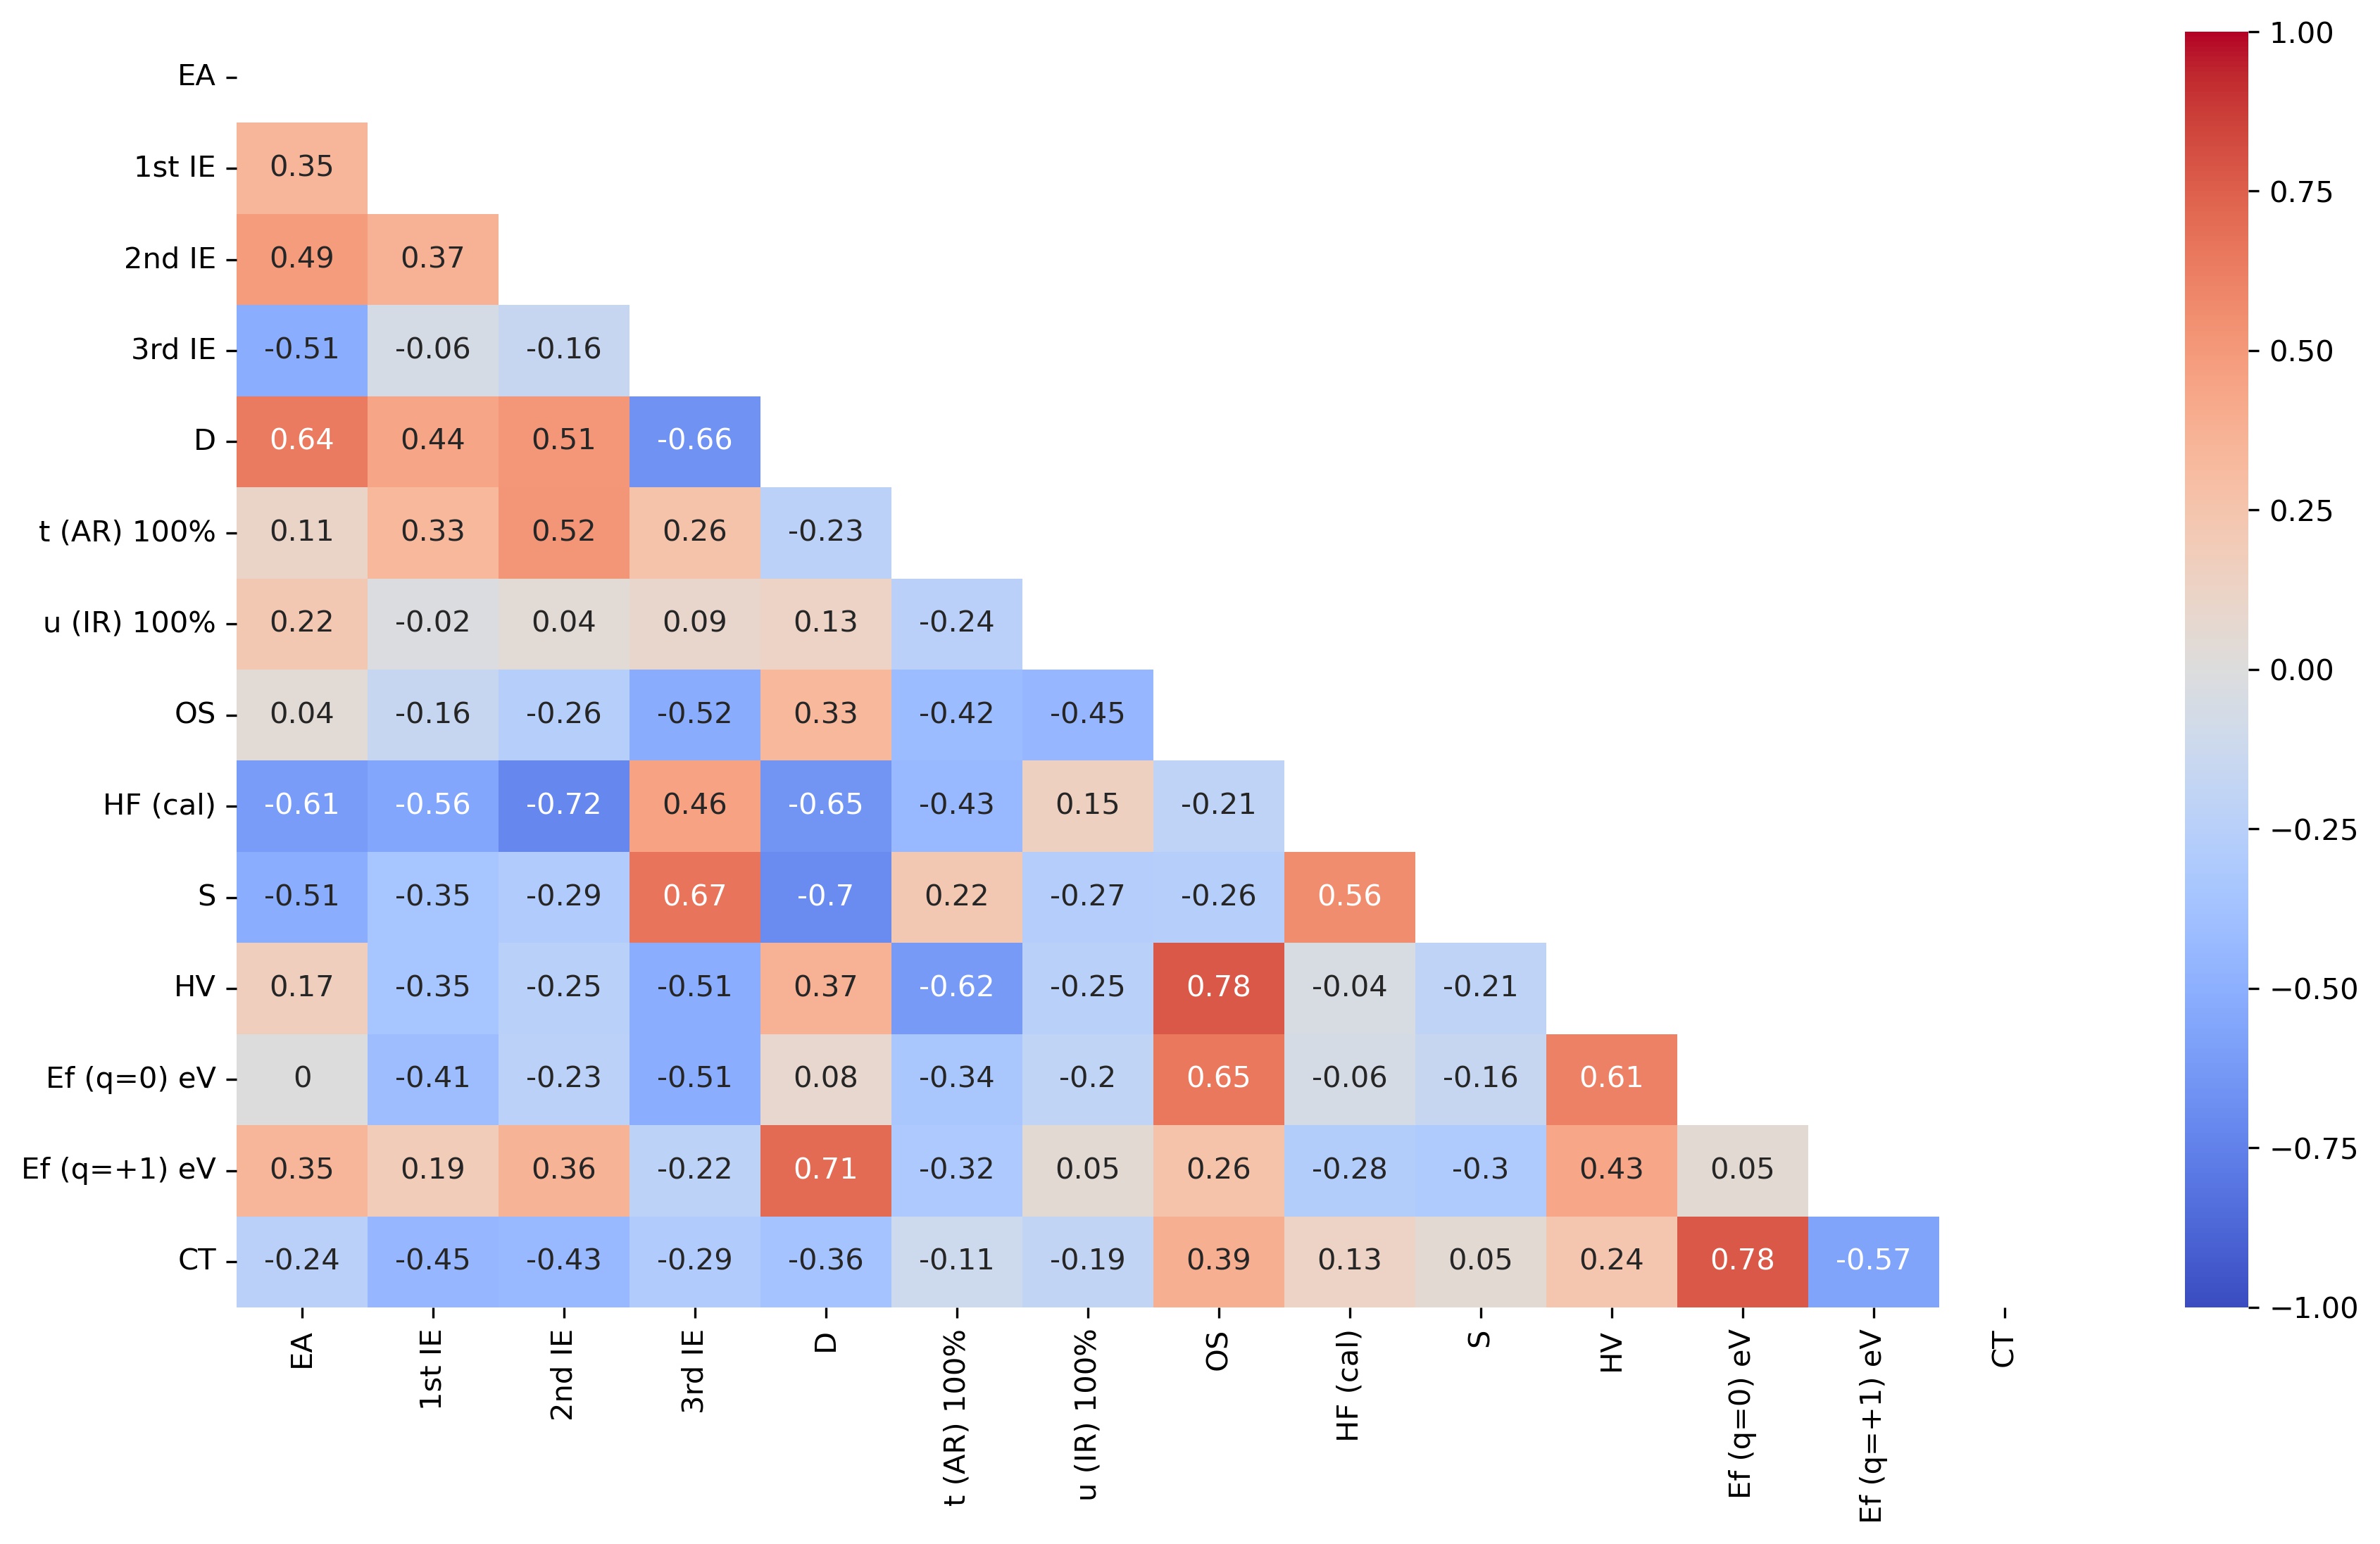 EA
1st IE 0.35
2nd IE 0.49 0.37
3rd IE -0.51 -0.06 -0.16
D 0.64 0.44 0.51 -0.66
t (AR) 100% 0.11 0.33 0.52 0.26 -0.23
u (IR) 100% 0.22 -0.02 0.04 0.09 0.13 -0.24
OS 0.04 -0.16 -0.26 -0.52 0.33 -0.42 -0.45
HF (cal) -0.61 -0.56 -0.72 0.46 -0.65 -0.43 0.15 -0.21
S -0.51 -0.35 -0.29 0.67 -0.7 0.22 -0.27 -0.26 0.56
HV 0.17 -0.35 -0.25 -0.51 0.37 -0.62 -0.25 0.78 -0.04 -0.21
Ef (q=0) eV 0 -0.41 -0.23 -0.51 0.08 -0.34 -0.2 0.65 -0.06 -0.16 0.61
Ef (q=+1) eV 0.35 0.19 0.36 -0.22 0.71 -0.32 0.05 0.26 -0.28 -0.3 0.43 0.05
CT -0.24 -0.45 -0.43 -0.29 -0.36 -0.11 -0.19 0.39 0.13 0.05 0.24 0.78 -0.57
EA
1st IE
2nd IE
3rd IE
D
t (AR) 100%
u (IR) 100%
OS
HF (cal)
S
HV
Ef (q=0) eV
Ef (q=+1) eV
CT
1.00
0.75
0.50
0.25
0.00
−0.25
−0.50
−0.75
−1.00